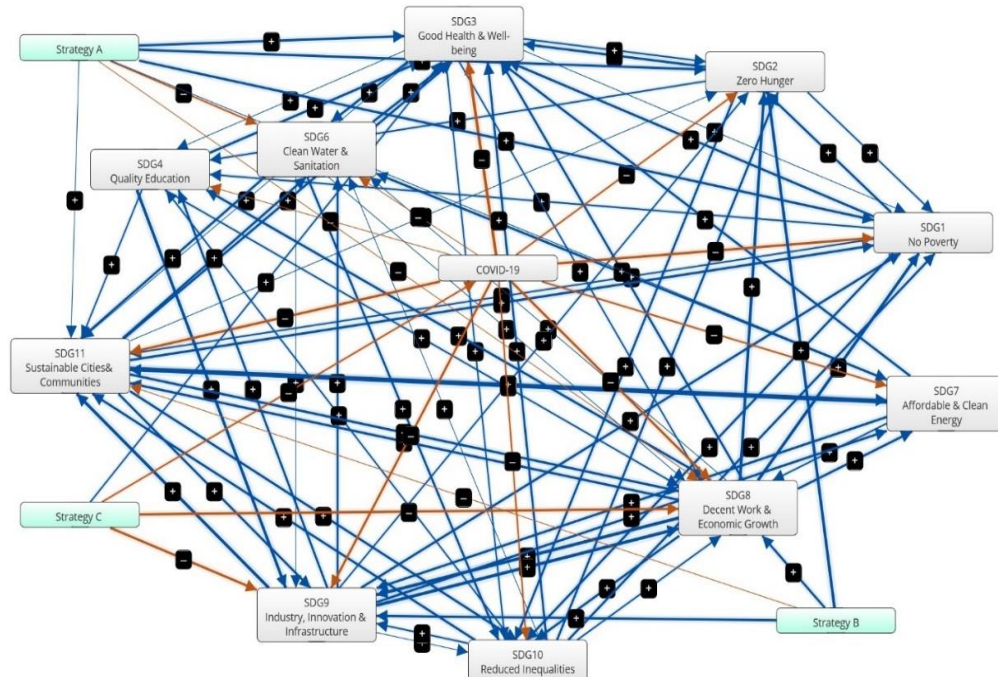 SDG3
Good Health & Well-
being
Strategy A
SDG2
Zero Hunger
SDG6
Clean Water &
Sanitation
SDG4
Quality Education
SDG1
No Poverty
COVID-19
SDG11
Sustainable Cities&
Communities
SDG7
Affordable & Clean
Energy
SDG8
Decent Work &
Economic Growth
Strategy C
SDG9
Industry, Innovation &
Infrastructure
Strategy B
SDG10
Reduced Inequalities